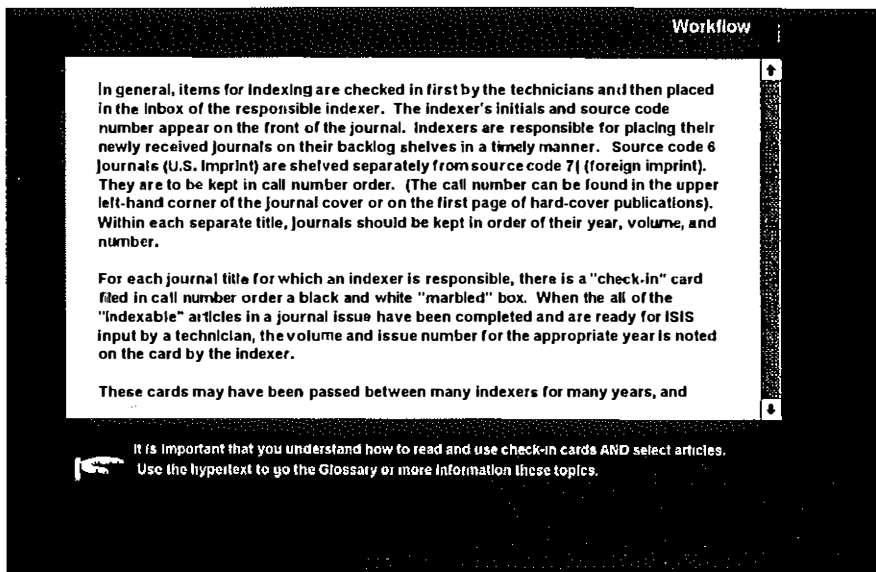 Workflow
In general, items for indexing are checked in first by the technicians and then placed
in the inbox of the responsible indexer. The indexer's initials and source code
number appear on the front of the journal. Indexers are responsible for placing their
newly received journals on their backlog shelves in a timely manner. Source code 6
journals (U.S. Imprint) are shelved separately from source code 7| (foreign imprint).
They are to be kept in call number order. (The call number can be found in the upper
left-hand corner of the journal cover or on the first page of hard-cover publications).
Within each separate title, journals should be kept in order of their year, volume, and
number.
For each journal title for which an indexer is responsible, there is a "check-in" card
filed in call number order a black and white "marbled" box. When the all of the
"indexable" articles in a journal issue have been completed and are ready for ISIS
input by a technician, the volume and issue number for the appropriate year is noted
on the card by the indexer.
These cards may have been passed between many indexers for many years, and
It is important that you understand how to read and use check-in cards AND select articles.
Use the hypertext to go the Glossary or more information these topics.